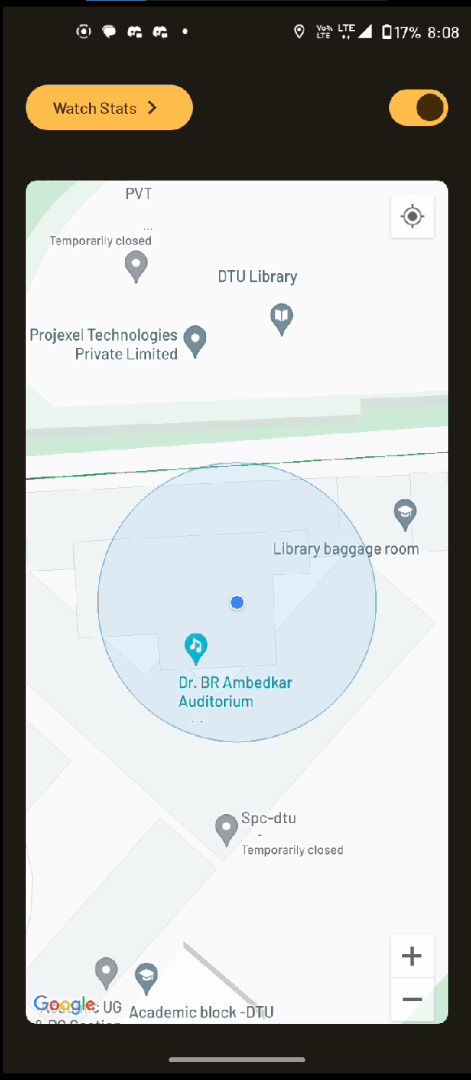 Vo))
LTE
LTE
17% 8:08
Watch Stats
PVT
...
Temporarily closed
DTU Library
Projexel Technologies
Private Limited
Library baggage room
Dr. BR Ambedkar
Auditorium
Spc-dtu
-
Temporarily closed
Google
UG
Academic block -DTU